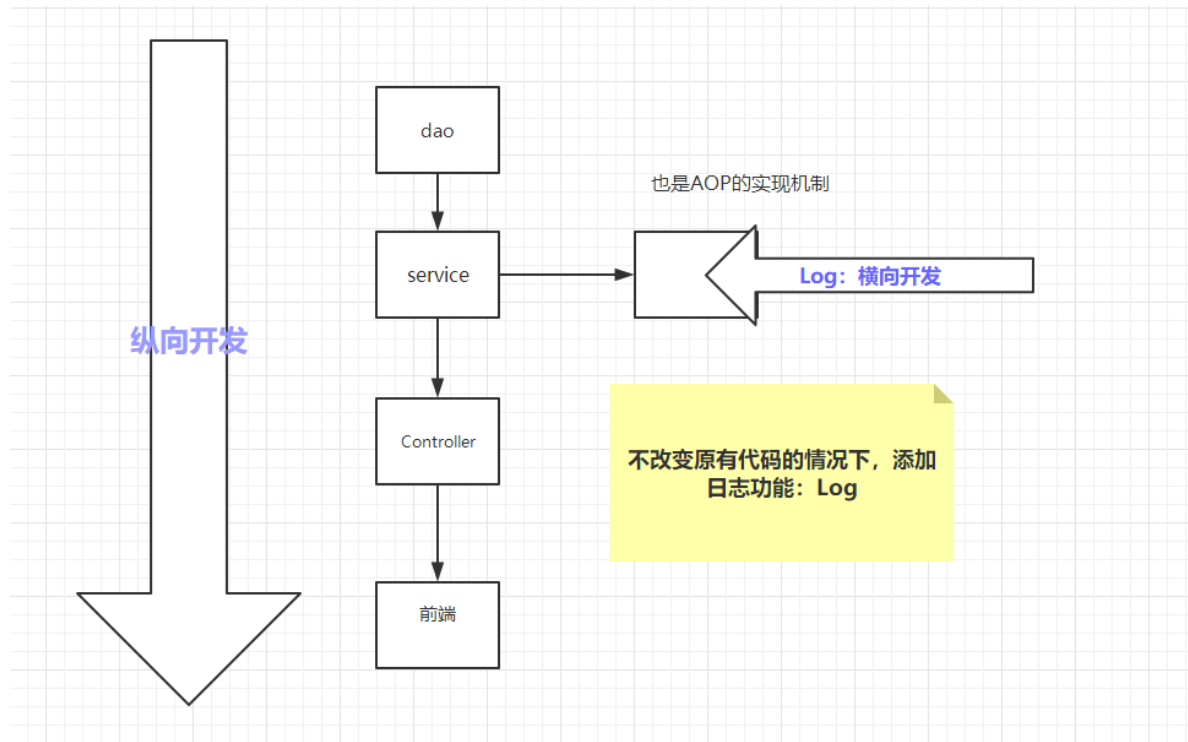 dao
也是AOP的实现机制
service
Log：横向开发
纵向开发
Controller
不改变原有代码的情况下，添加
日志功能：Log
前端